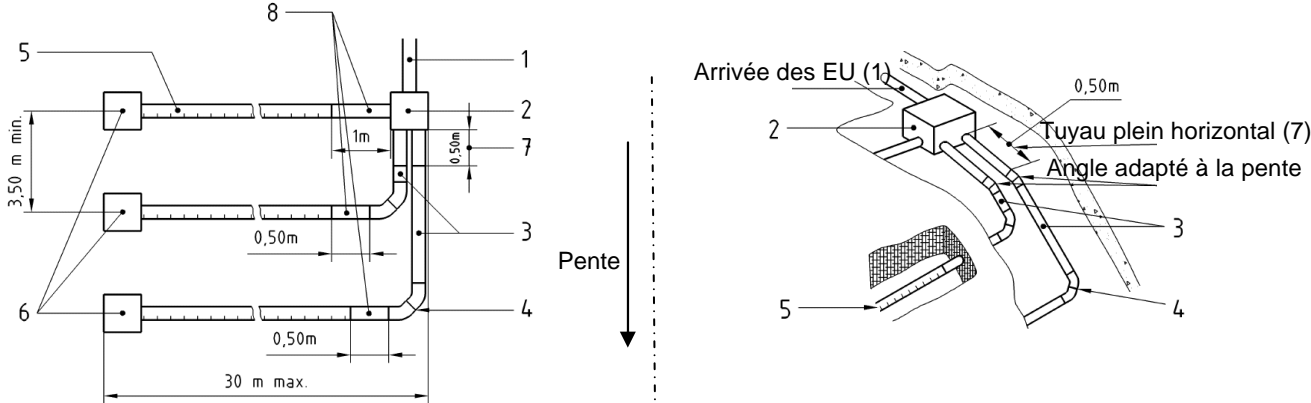 8
5
1
2
1m
0,50m
7
3,50 m min.
0,50m
3
6
4
0,50m
30 m max.
Pente
Arrivée des EU (1)
0,50m
2
Tuyau plein horizontal (7)
Angle adapté à la pente
3
5
4